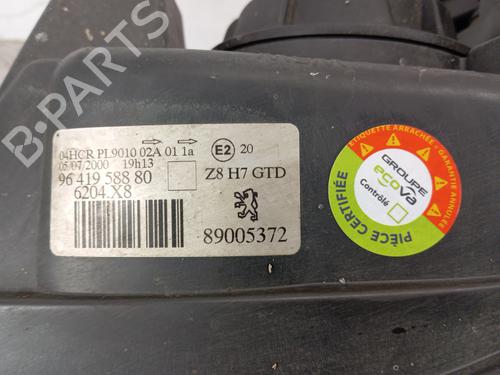 04HCR PL9010 02A 01 1a
05.07.2000 19h13
96 419 588 80
6204.X8
E2 20
Z8 H7 GTD
89005372
ETIQUETTE ARRACHÉE = GARANTIE ANNULÉE
GROUPE
ecova
Contrôlé
PIÈCE CERTIFIÉE
B-Parts